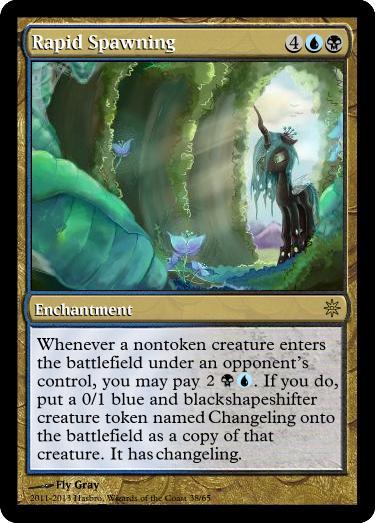 Rapid Spawning 4
Enchantment
Whenever a nontoken creature enters
the battlefield under an opponent's
control, you may pay 2 . If you do,
put a 0/1 blue and blackshapeshifter
creature token named Changeling onto
the battlefield as a copy of that
creature. It has changeling.
Fly Gray
2011-2013 Hasbro, Wizards of the Coast 38/65